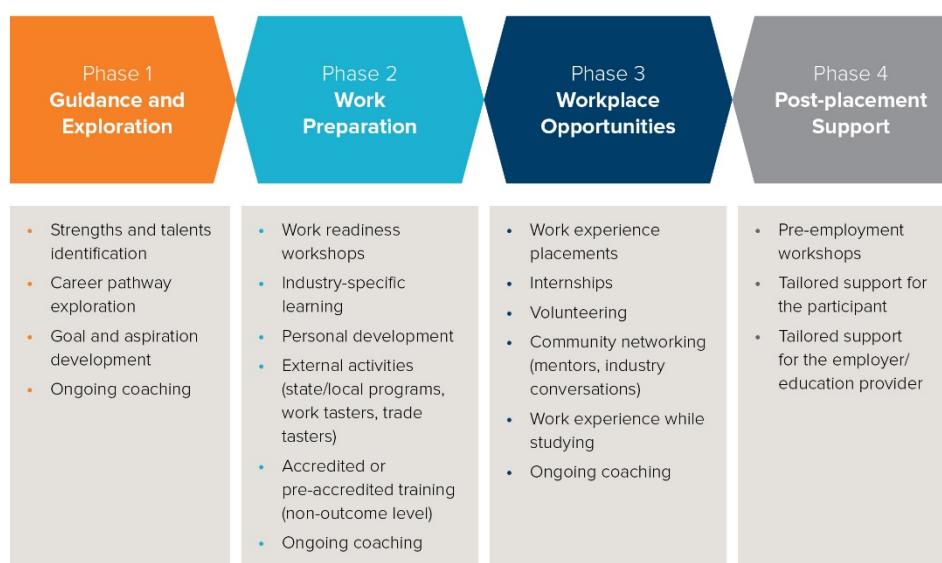 Phase 1
Guidance and
Exploration
Phase 2
Work
Preparation
Phase 3
Workplace
Opportunities
Phase 4
Post-placement
Support
• Strengths and talents
identification
• Career pathway
exploration
• Goal and aspiration
development
• Ongoing coaching
• Work readiness
workshops
• Industry-specific
learning
• Personal development
• External activities
(state/local programs,
work tasters, trade
tasters)
• Accredited or
pre-accredited training
(non-outcome level)
• Ongoing coaching
• Work experience
placements
• Internships
• Volunteering
• Community networking
(mentors, industry
conversations)
• Work experience while
studying
• Ongoing coaching
• Pre-employment
workshops
• Tailored support for
the participant
• Tailored support
for the employer/
education provider